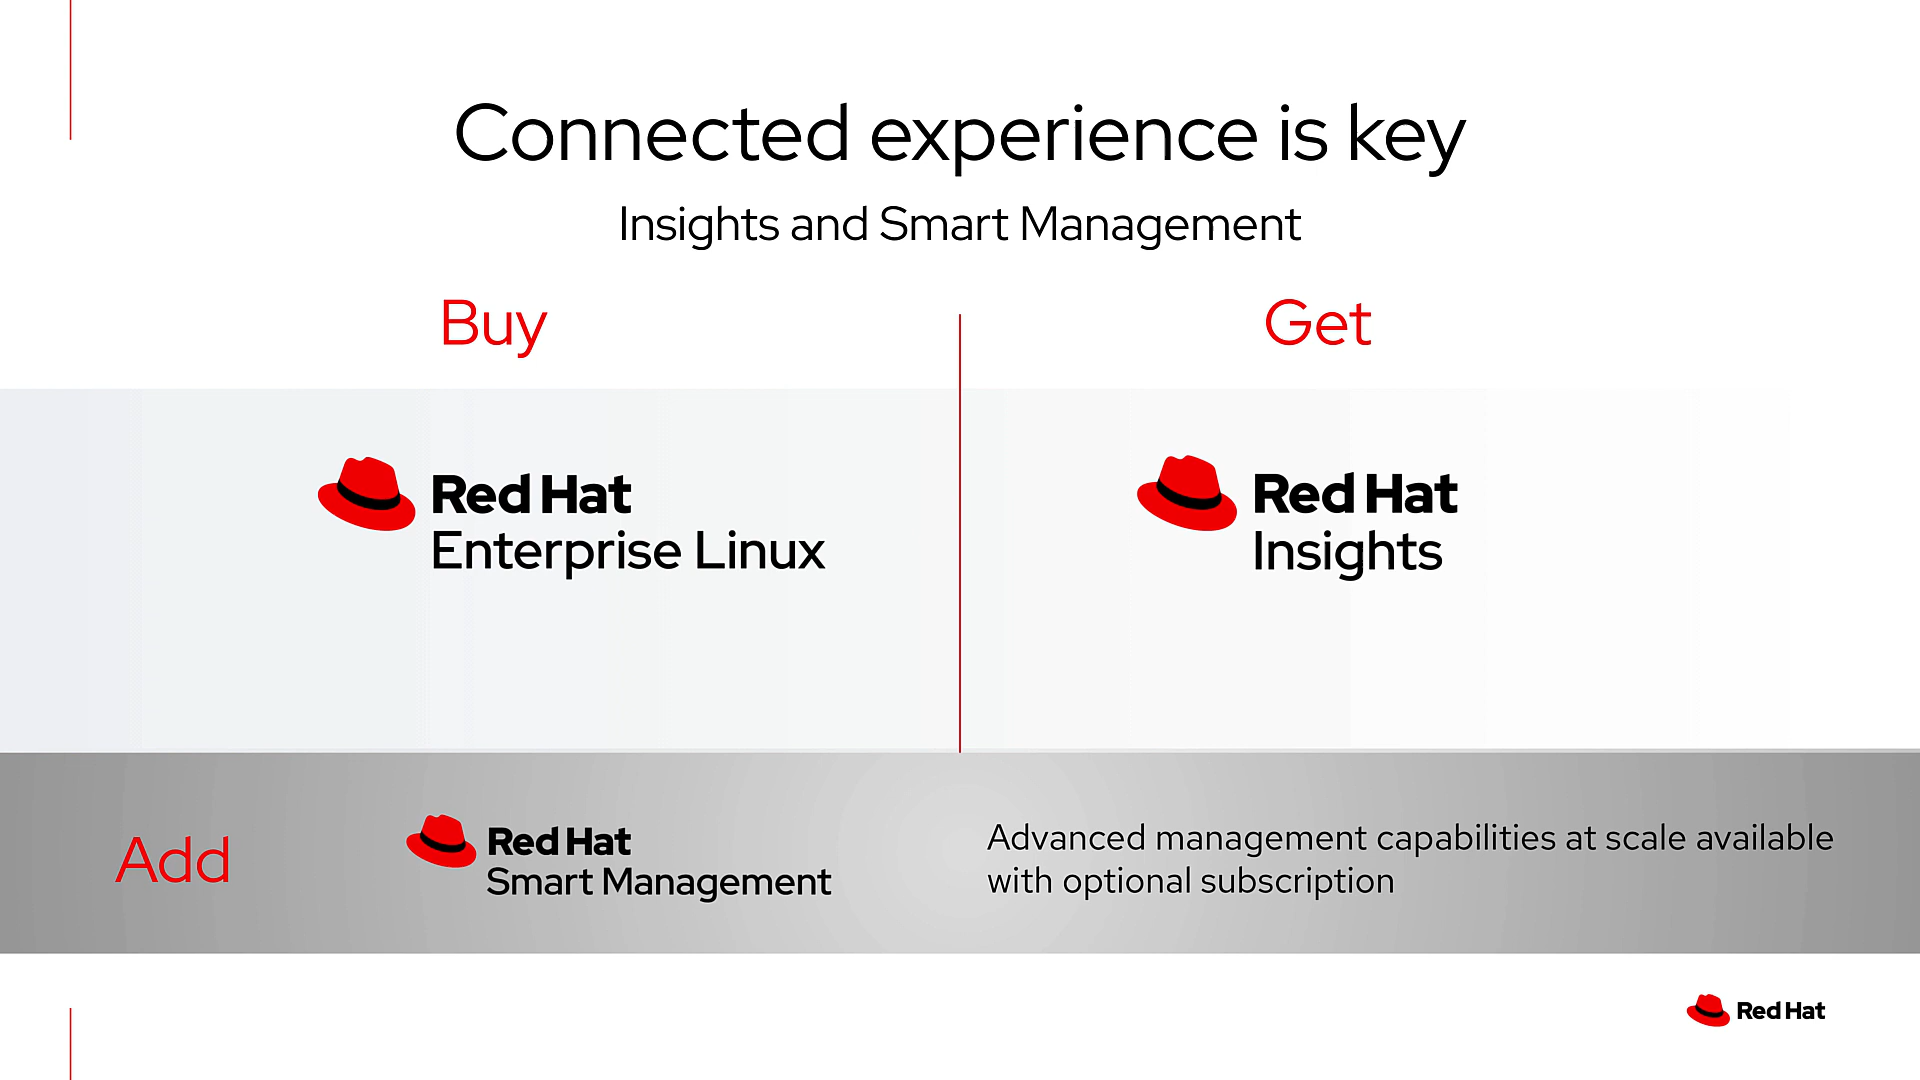 Connected experience is key
Insights and Smart Management
Buy
Get
Red Hat
Enterprise Linux
Red Hat
Insights
Add
Red Hat
Smart Management
Advanced management capabilities at scale available
with optional subscription
Red Hat